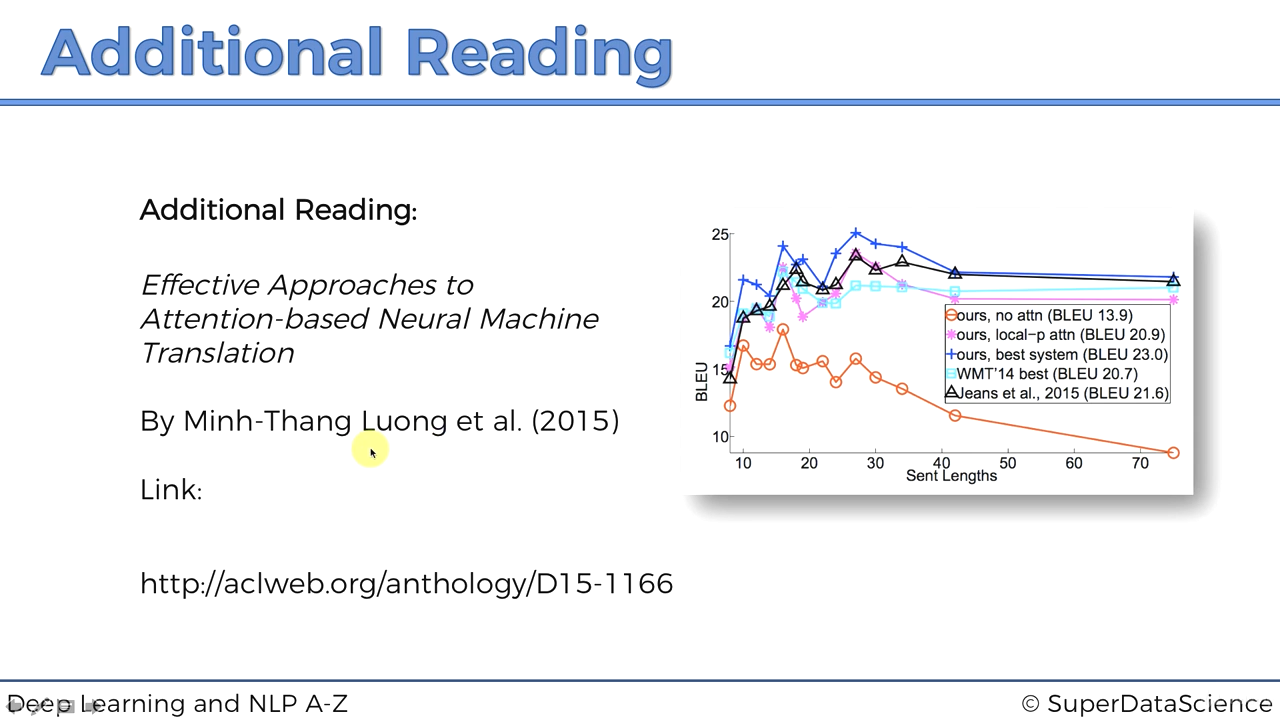 Additional Reading
Additional Reading:
Effective Approaches to
Attention-based Neural Machine
Translation
By Minh-Thang Luong et al. (2015)
Link:
http://aclweb.org/anthology/D15-1166
25
20
15
10
BLEU
10 20 30 40 50 60 70
Sent Lengths
ours, no attn (BLEU 13.9)
ours, local-p attn (BLEU 20.9)
ours, best system (BLEU 23.0)
WMT'14 best (BLEU 20.7)
Jeans et al., 2015 (BLEU 21.6)
Deep Learning and NLP A-Z
© SuperDataScience